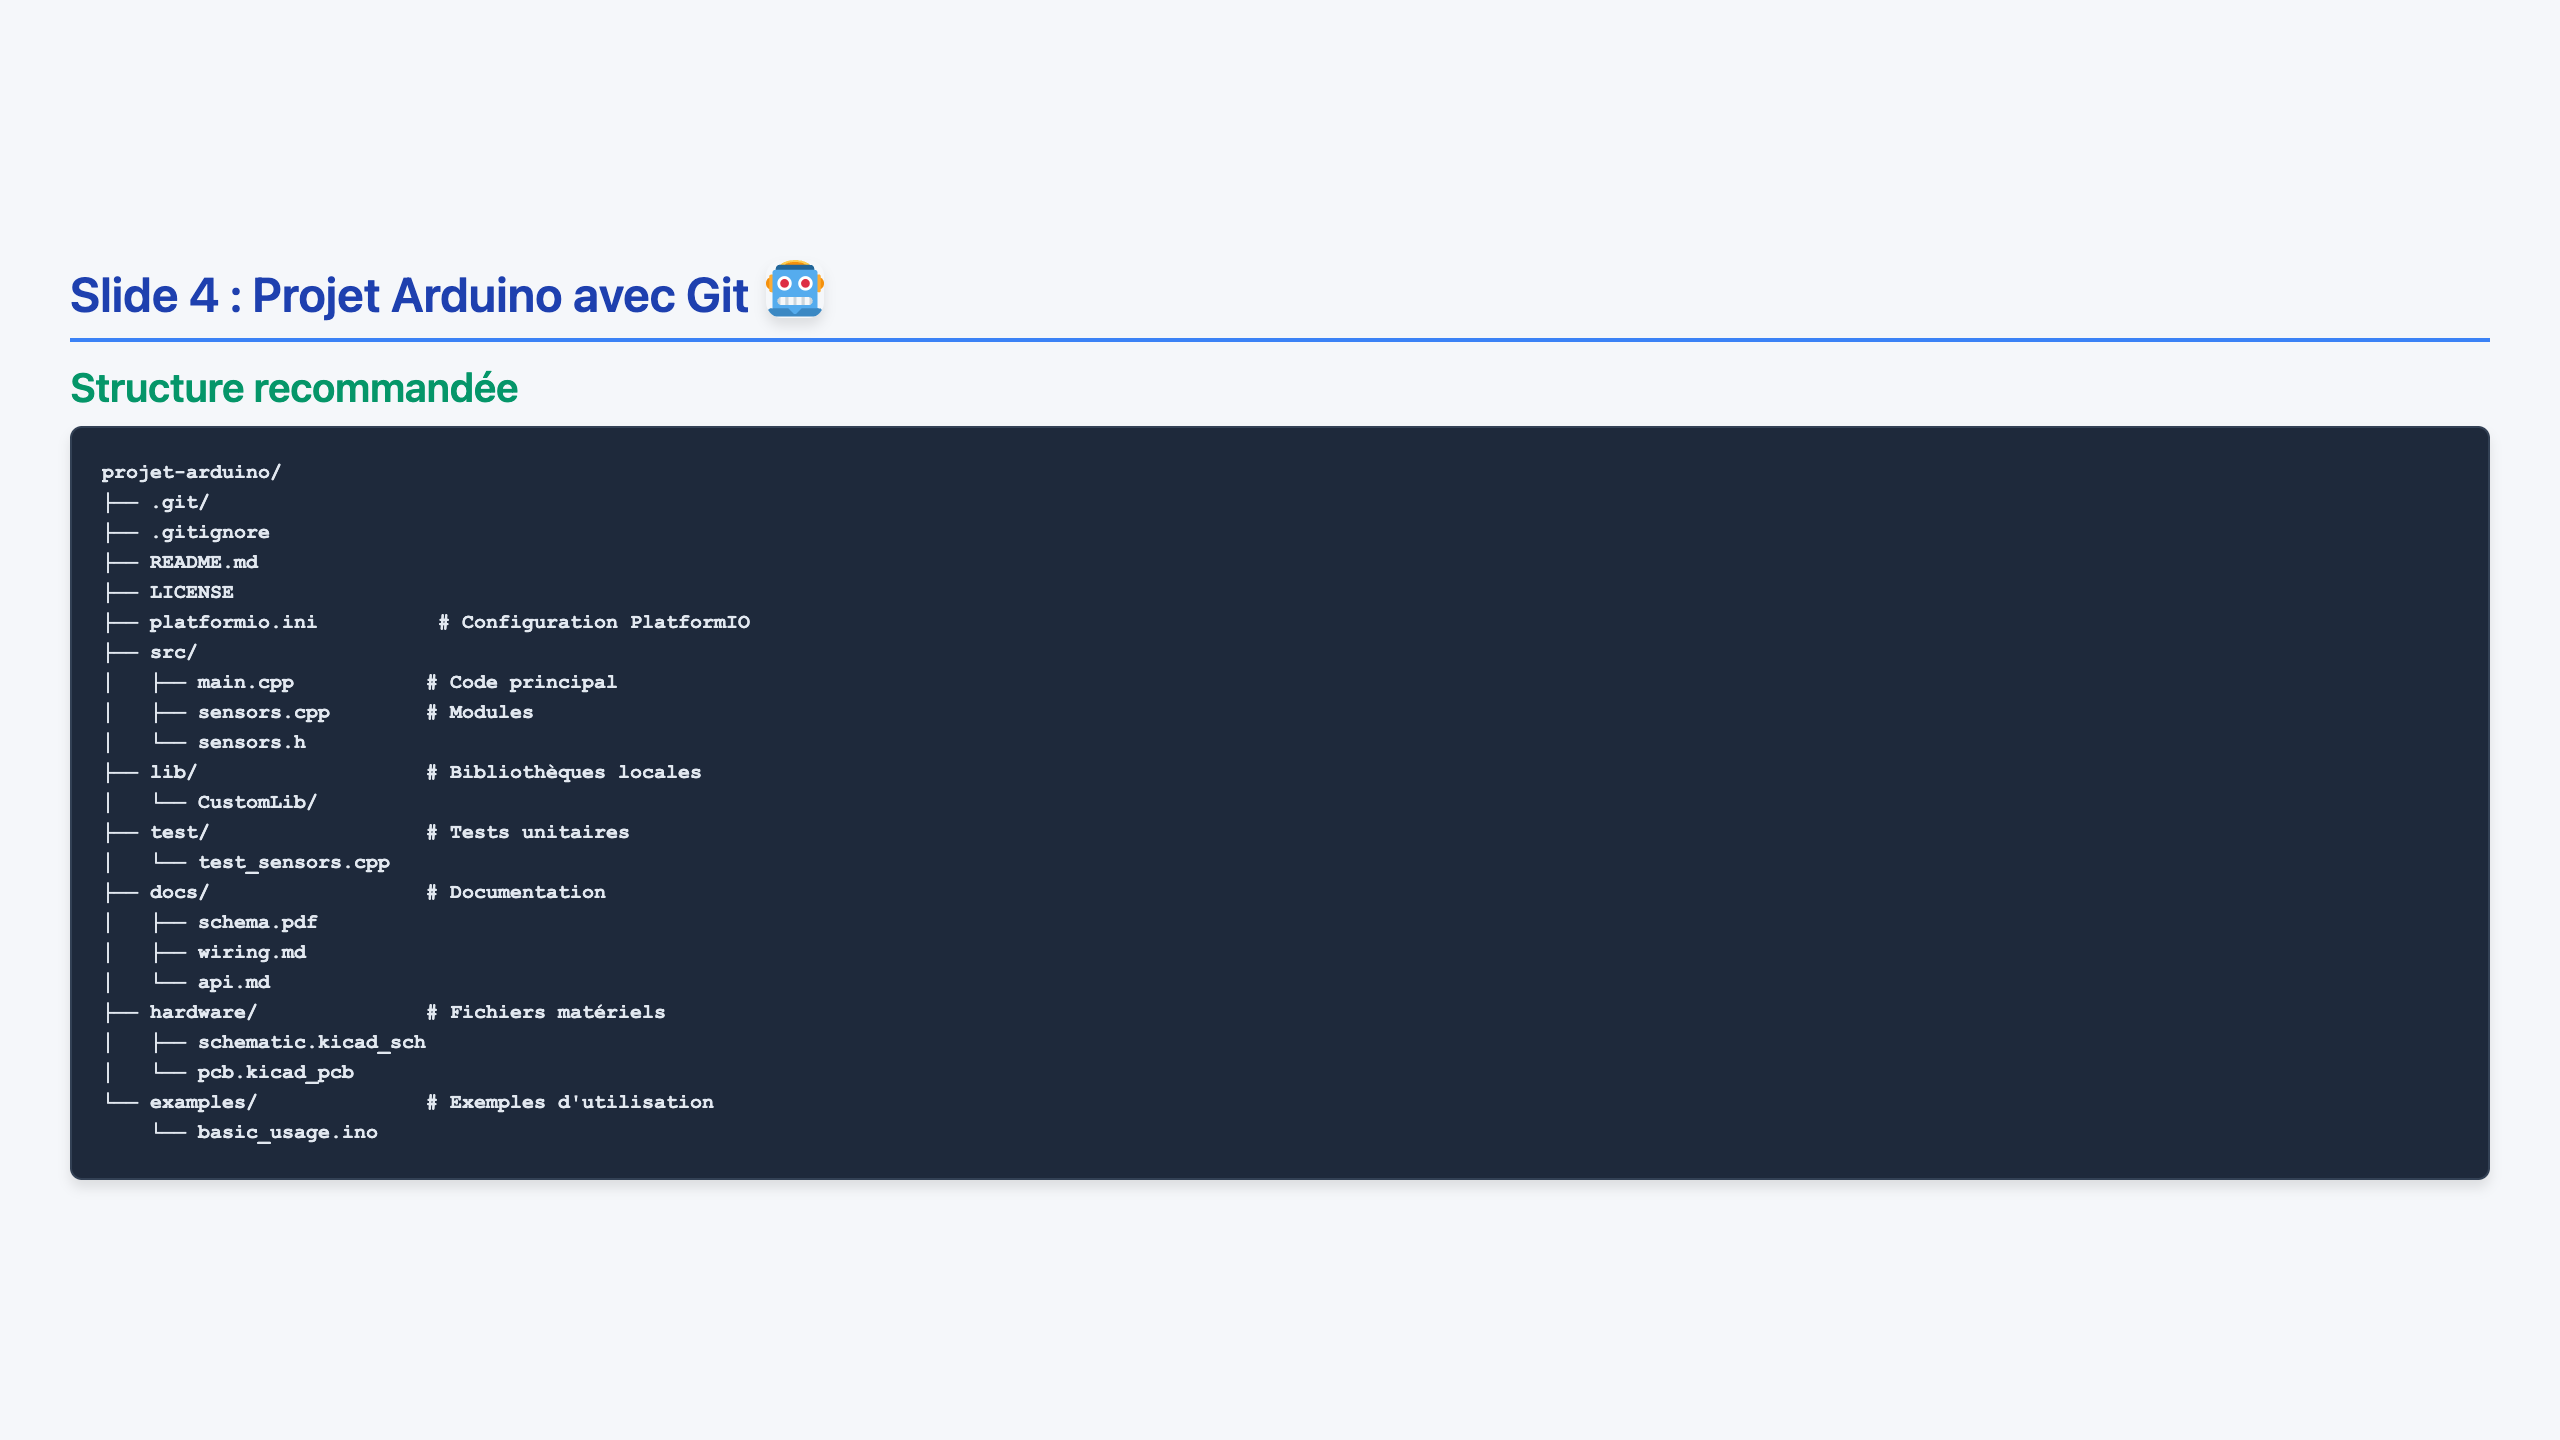 Slide 4 : Projet Arduino avec Git 🤖
Structure recommandée
projet-arduino/
├── .git/
├── .gitignore
├── README.md
├── LICENSE
├── platformio.ini          # Configuration PlatformIO
├── src/
│   ├── main.cpp           # Code principal
│   ├── sensors.cpp        # Modules
│   └── sensors.h
├── lib/                   # Bibliothèques locales
│   └── CustomLib/
├── test/                  # Tests unitaires
│   └── test_sensors.cpp
├── docs/                  # Documentation
│   ├── schema.pdf
│   ├── wiring.md
│   └── api.md
├── hardware/              # Fichiers matériels
│   ├── schematic.kicad_sch
│   └── pcb.kicad_pcb
└── examples/              # Exemples d'utilisation
    └── basic_usage.ino